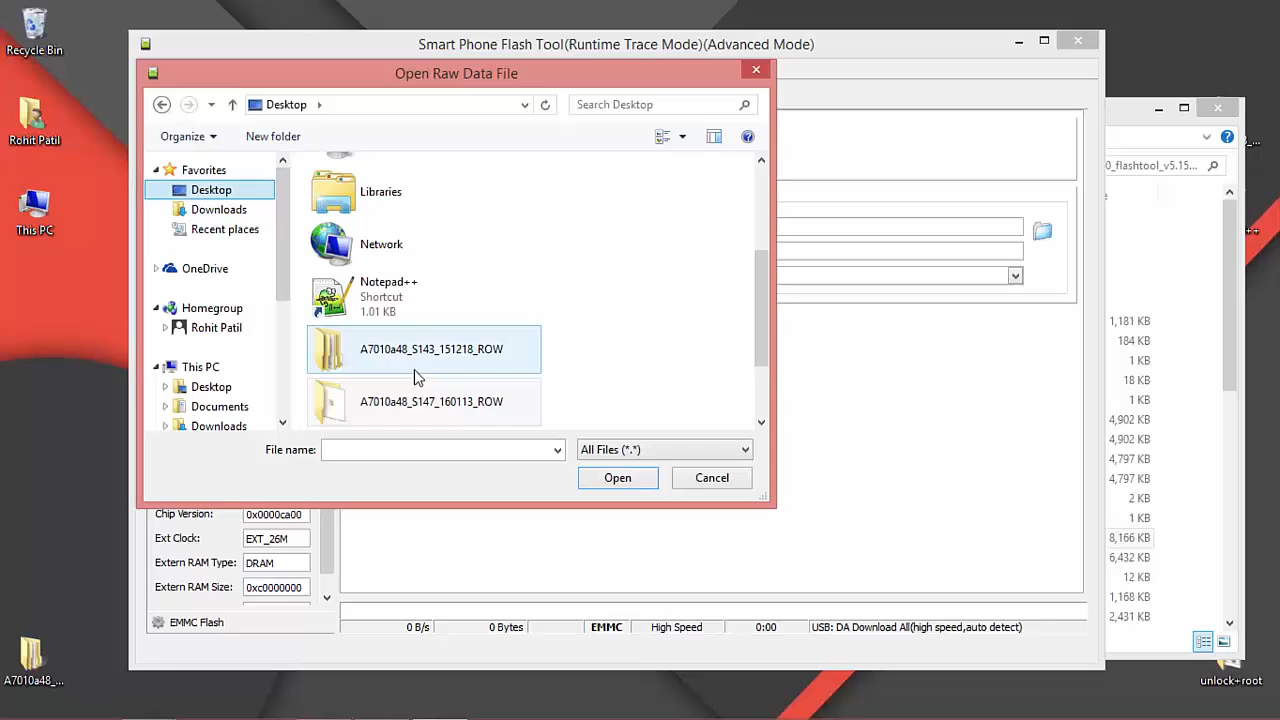 Recycle Bin
Rohit Patil
This PC
A7010a48_...
Smart Phone Flash Tool(Runtime Trace Mode)(Advanced Mode)
Open Raw Data File
Desktop
Search Desktop
Organize
New folder
Favorites
Desktop
Downloads
Recent places
OneDrive
Homegroup
Rohit Patil
This PC
Desktop
Documents
Downloads
Libraries
Network
Notepad++
Shortcut
1.01 KB
A7010a48_S143_151218_ROW
A7010a48_S147_160113_ROW
File name:
All Files (*.*)
Open
Cancel
Chip Version:
0x0000ca00
Ext Clock:
EXT_26M
Extern RAM Type:
DRAM
Extern RAM Size:
0xc0000000
EMMC Flash
0 B/s
0 Bytes
EMMC
High Speed
0:00
USB: DA Download All(high speed,auto detect)
0_flashtool_v5.15...
1,181 KB
184 KB
1 KB
18 KB
1 KB
4,902 KB
4,902 KB
4,797 KB
4,797 KB
2 KB
1 KB
8,166 KB
6,432 KB
12 KB
1,168 KB
2,431 KB
unlock+root